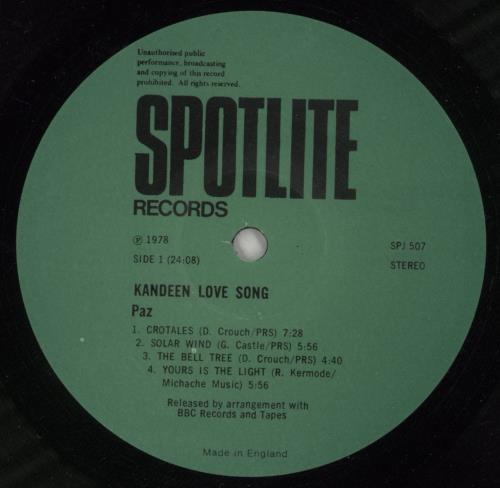 Unauthorised public
performance, broadcasting
and copying of this record
prohibited. All rights reserved.
SPOTLITE
RECORDS
Ⓟ 1978
SPJ 507
SIDE 1 (24:08)
STEREO
KANDEEN LOVE SONG
Paz
1. CROTALES (D. Crouch/PRS) 7:28
2. SOLAR WIND (G. Castle/PRS) 5:56
3. THE BELL TREE (D. Crouch/PRS) 4:40
4. YOURS IS THE LIGHT (R. Kermode/
Michache Music) 5:56
Released by arrangement with
BBC Records and Tapes
Made in England